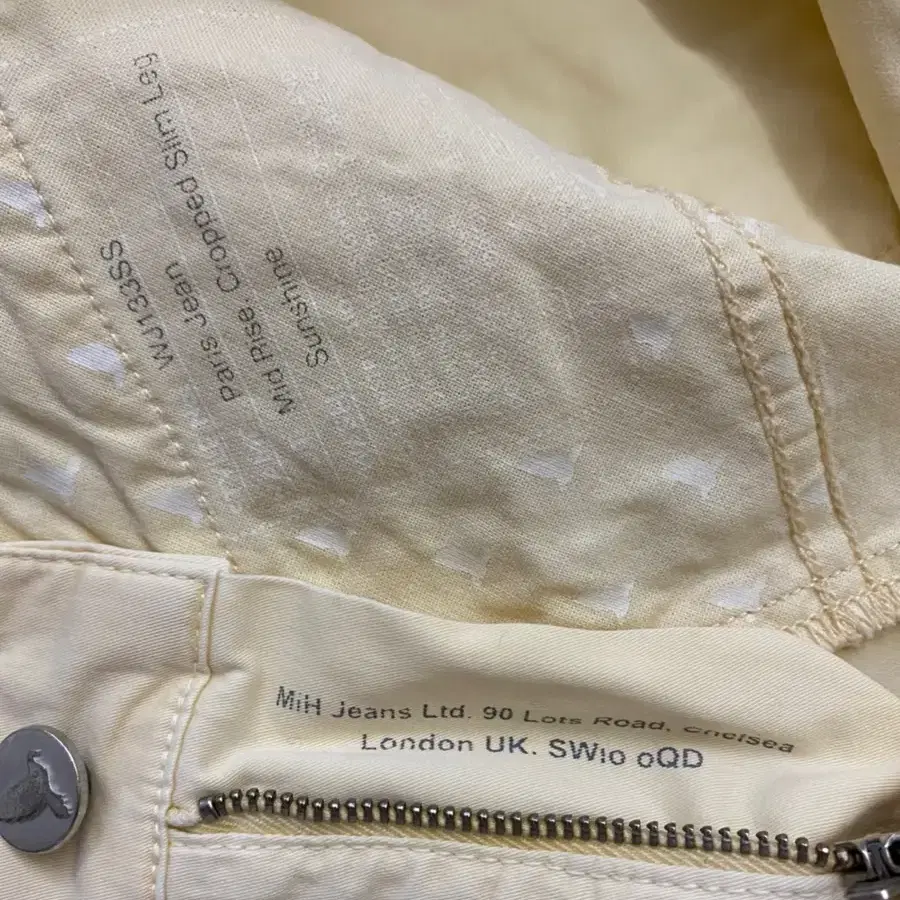 WJ133SS
Paris Jean
Mid Rise, Cropped Slim Leg
Sunshine
MiH Jeans Ltd. 90 Lots Road, Chelsea
London UK. SW10 0QD